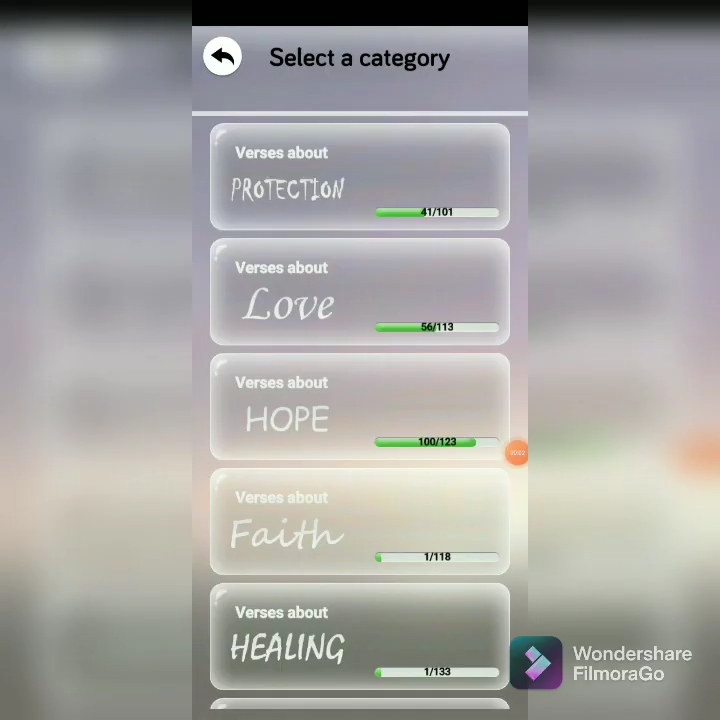 Select a category
Verses about
PROTECTION
41/101
Verses about
Love
56/113
Verses about
HOPE
100/123
Verses about
Faith
1/118
Verses about
HEALING
1/133
Wondershare
FilmoraGo